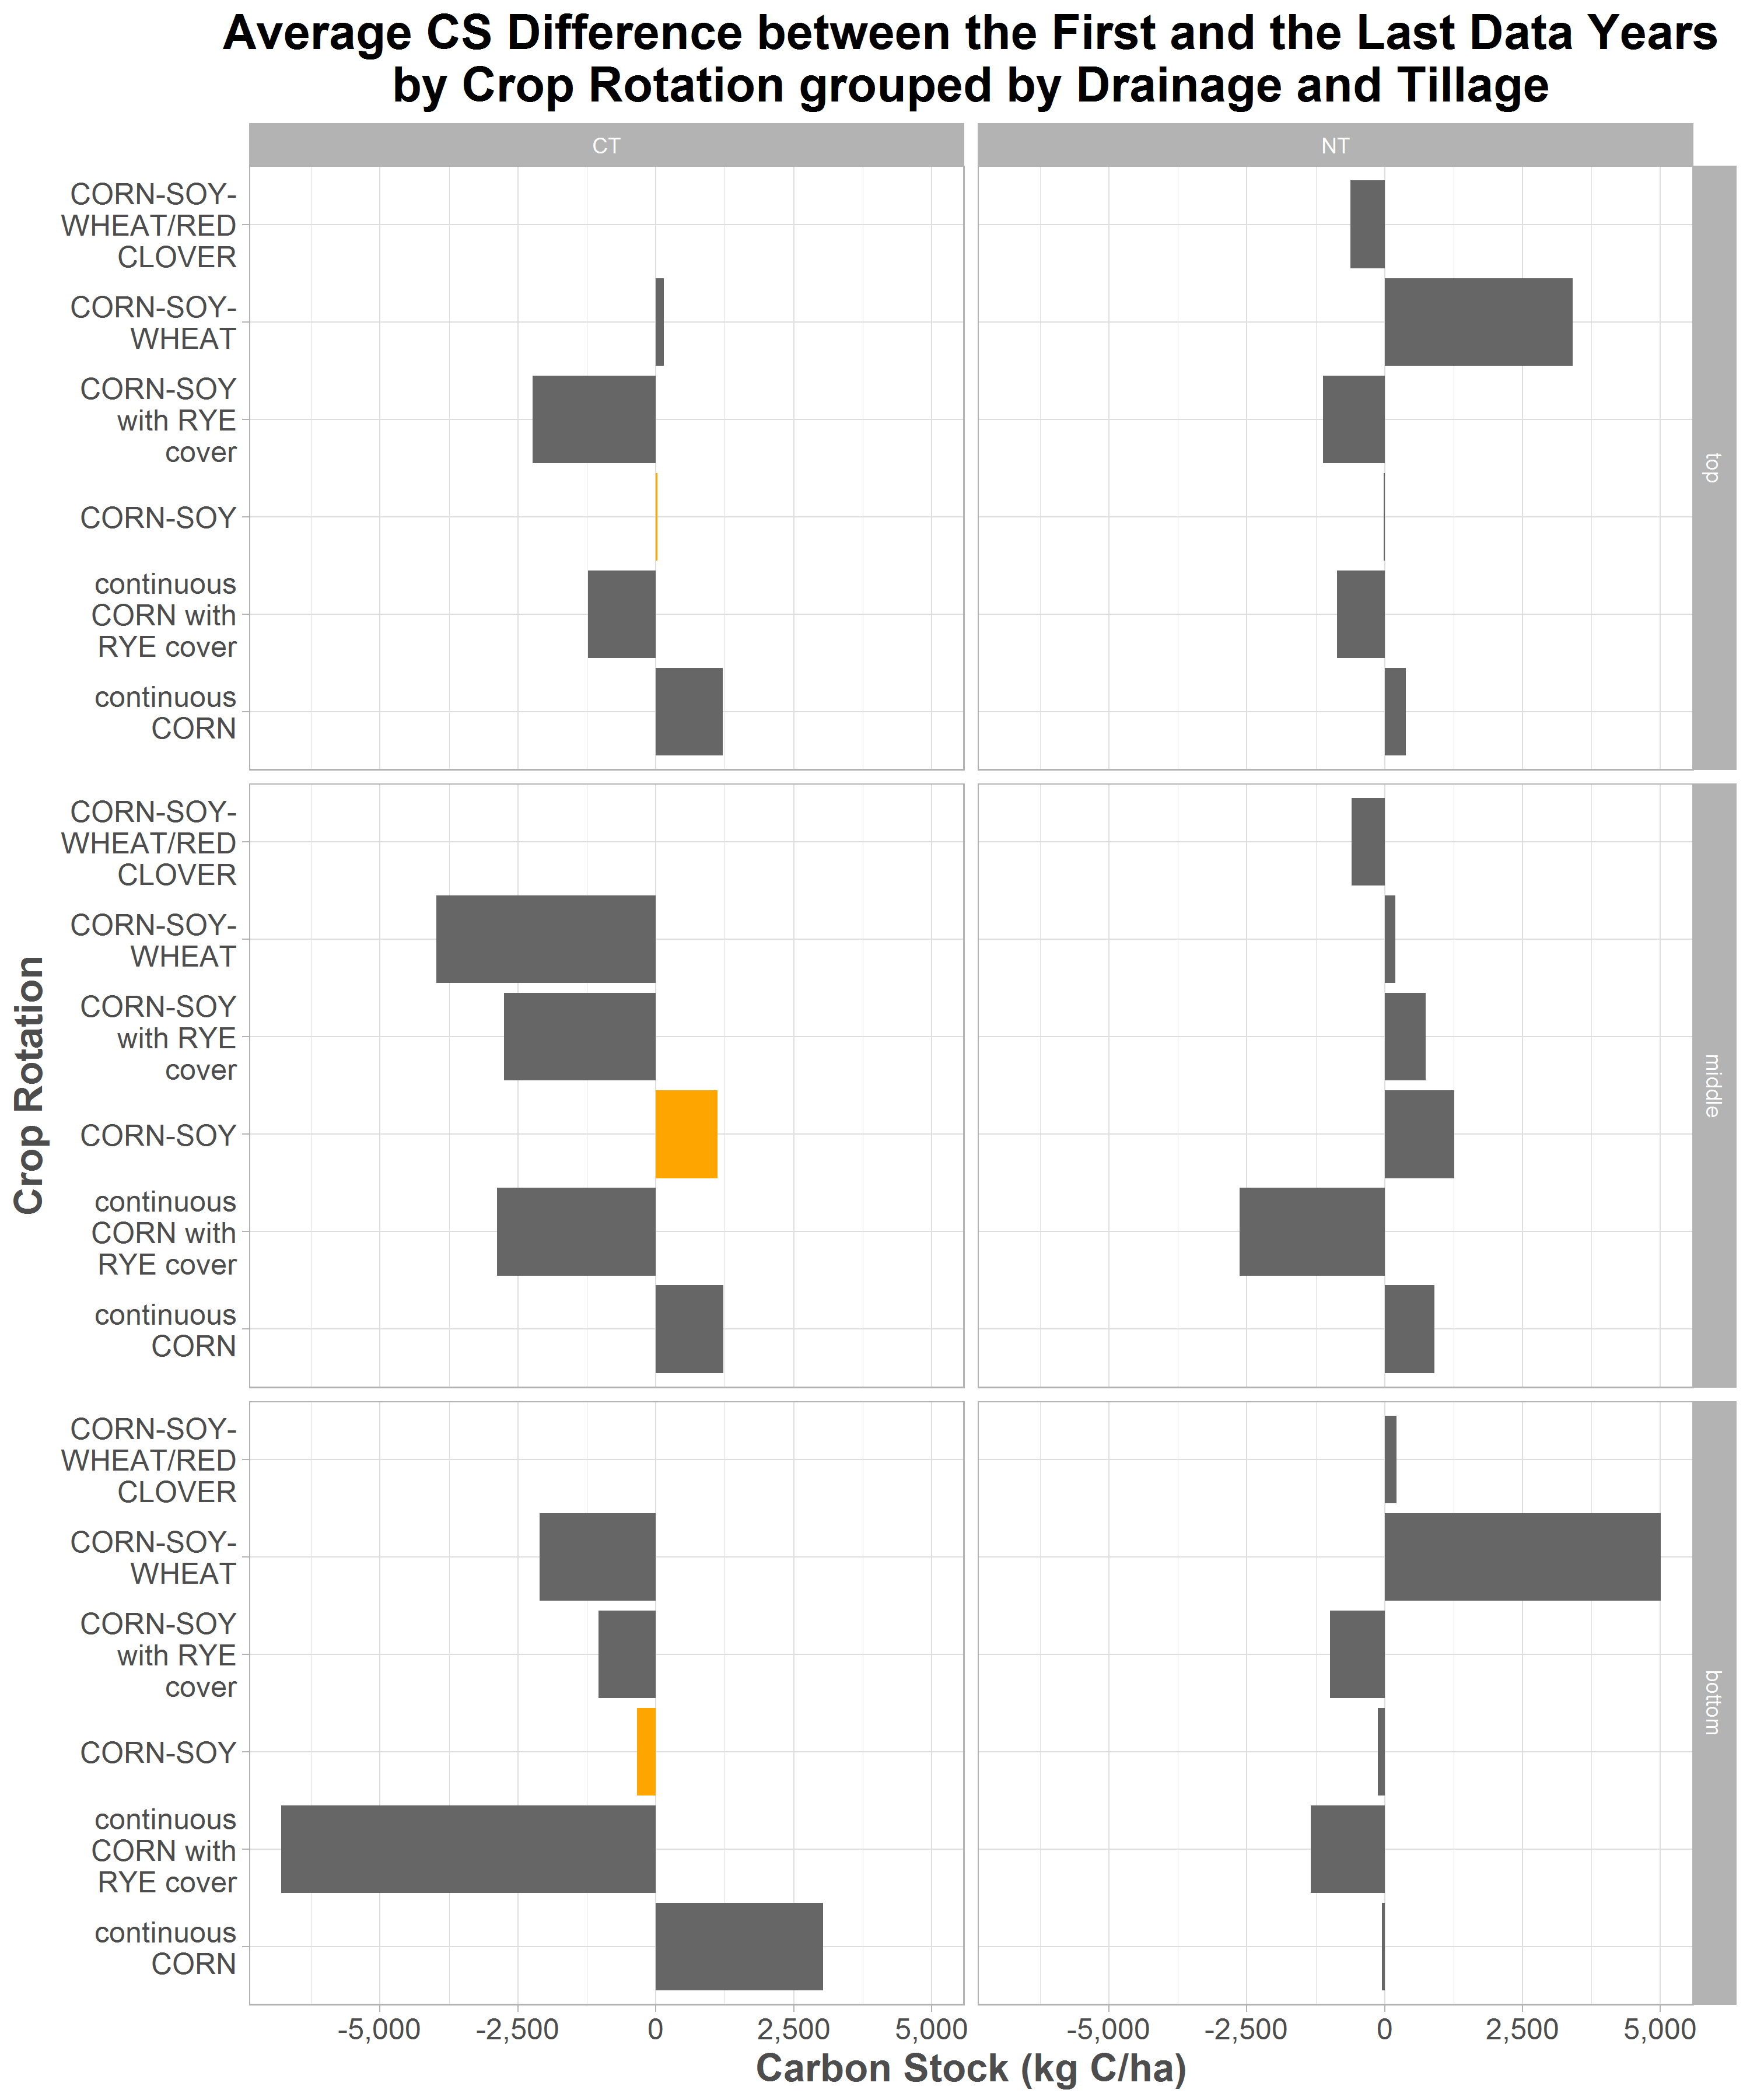 Average CS Difference between the First and the Last Data Years
by Crop Rotation grouped by Drainage and Tillage
CT
NT
CORN-SOY-
WHEAT/RED
CLOVER
CORN-SOY-
WHEAT
CORN-SOY
with RYE
cover
CORN-SOY
continuous
CORN with
RYE cover
continuous
CORN
top
CORN-SOY-
WHEAT/RED
CLOVER
CORN-SOY-
WHEAT
CORN-SOY
with RYE
cover
CORN-SOY
continuous
CORN with
RYE cover
continuous
CORN
middle
CORN-SOY-
WHEAT/RED
CLOVER
CORN-SOY-
WHEAT
CORN-SOY
with RYE
cover
CORN-SOY
continuous
CORN with
RYE cover
continuous
CORN
bottom
Crop Rotation
-5,000 -2,500 0 2,500 5,000
-5,000 -2,500 0 2,500 5,000
Carbon Stock (kg C/ha)